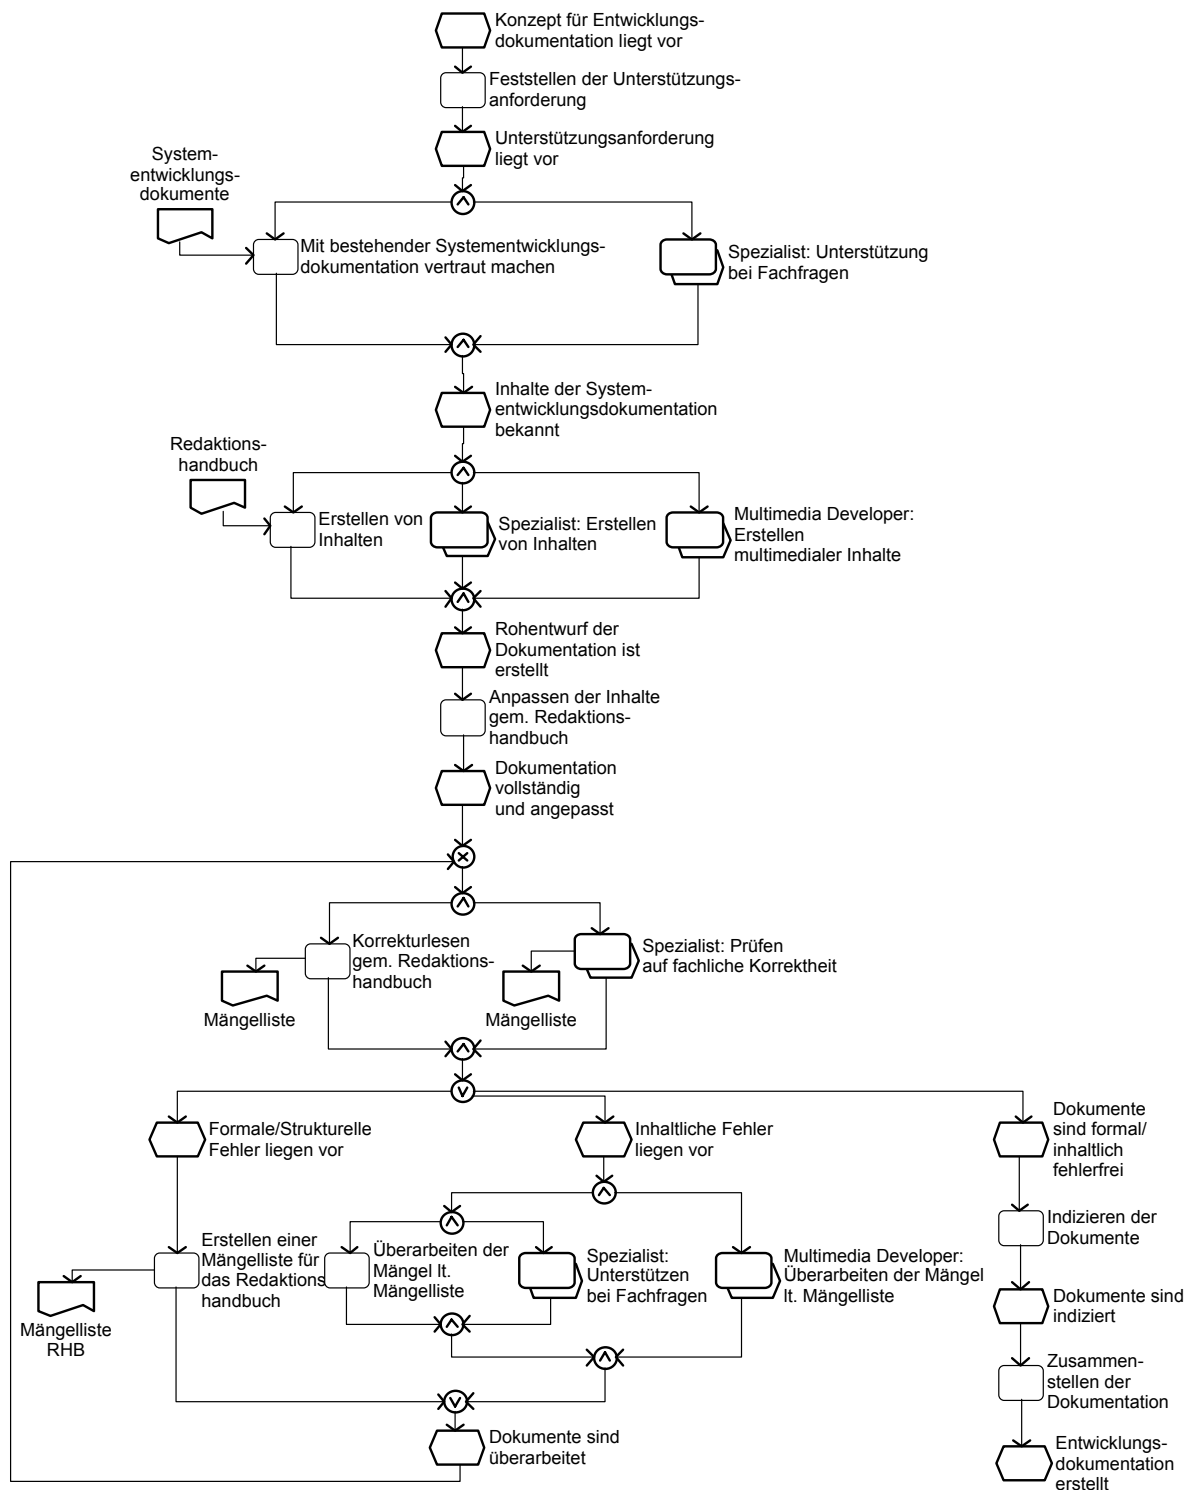 Konzept für Entwicklungs-
dokumentation liegt vor
Feststellen der Unterstützungs-
anforderung
Unterstützungsanforderung
liegt vor
System-
entwicklungs-
dokumente
Mit bestehender Systementwicklungs-
dokumentation vertraut machen
Spezialist: Unterstützung
bei Fachfragen
Inhalte der System-
entwicklungsdokumentation
bekannt
Redaktions-
handbuch
Erstellen von
Inhalten
Spezialist: Erstellen
von Inhalten
Multimedia Developer:
Erstellen
multimedialer Inhalte
Rohentwurf der
Dokumentation ist
erstellt
Anpassen der Inhalte
gem. Redaktions-
handbuch
Dokumentation
vollständig
und angepasst
Korrekturlesen
gem. Redaktions-
handbuch
Mängelliste
Spezialist: Prüfen
auf fachliche Korrektheit
Mängelliste
Formale/Strukturelle
Fehler liegen vor
Inhaltliche Fehler
liegen vor
Dokumente
sind formal/
inhaltlich
fehlerfrei
Erstellen einer
Mängelliste für
das Redaktions
handbuch
Mängelliste
RHB
Überarbeiten der
Mängel lt.
Mängelliste
Spezialist:
Unterstützen
bei Fachfragen
Multimedia Developer:
Überarbeiten der Mängel
lt. Mängelliste
Indizieren der
Dokumente
Dokumente sind
indiziert
Zusammen-
stellen der
Dokumentation
Dokumente sind
überarbeitet
Entwicklungs-
dokumentation
erstellt